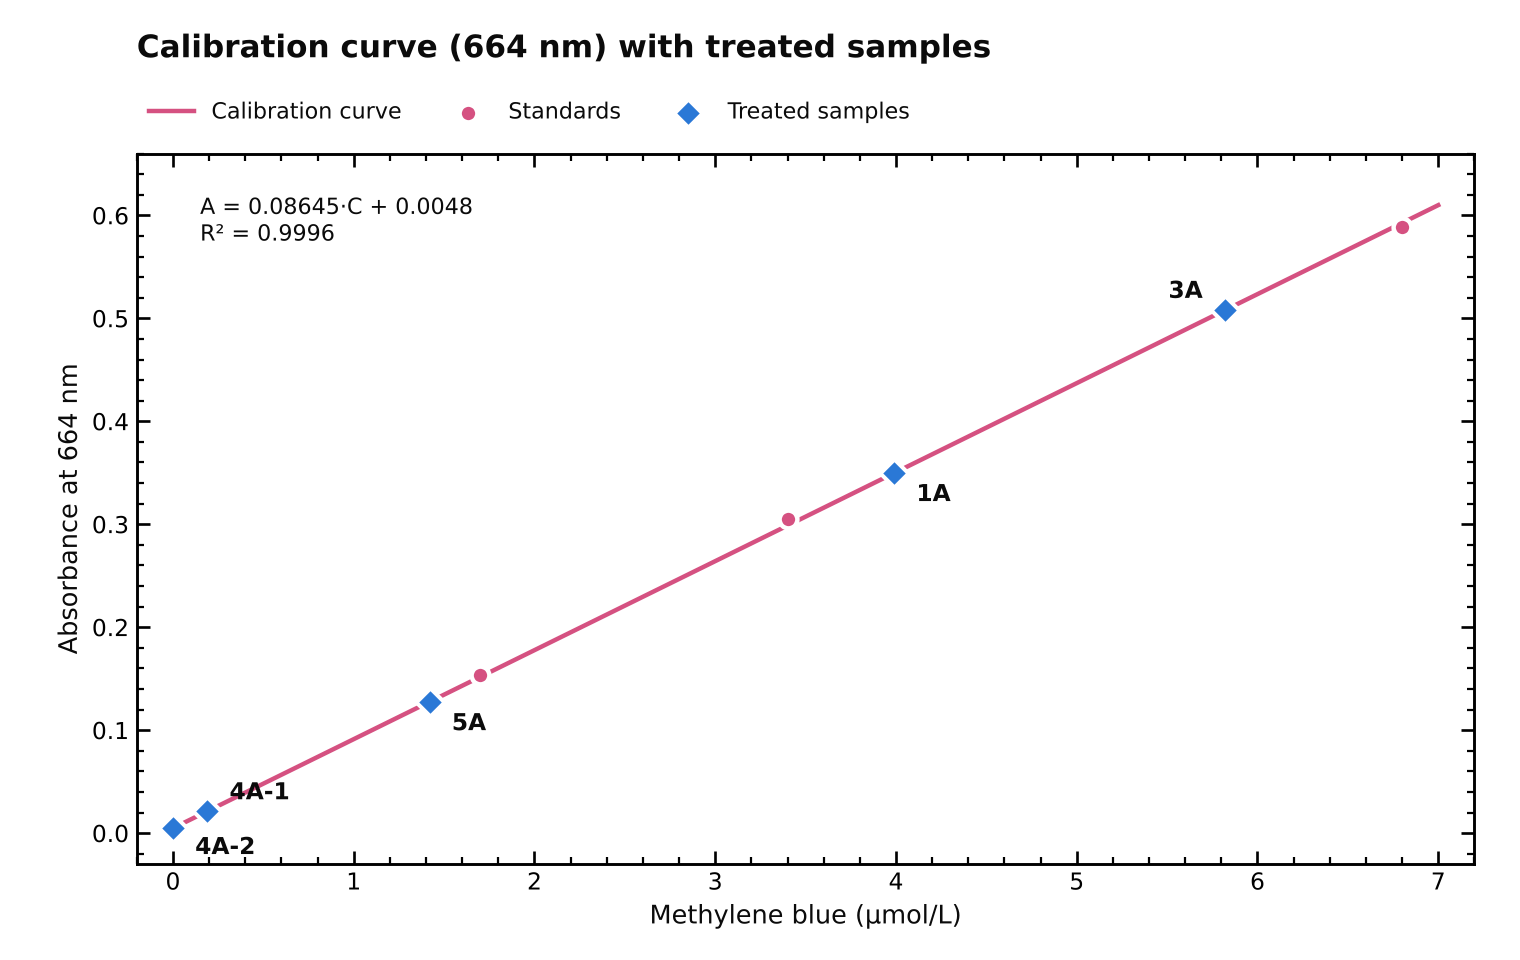 Calibration curve (664 nm) with treated samples
Calibration curve
Standards
Treated samples
A = 0.08645·C + 0.0048
R² = 0.9996
0.6
0.5
0.4
0.3
0.2
0.1
0.0
Absorbance at 664 nm
3A
1A
5A
4A-1
4A-2
0 1 2 3 4 5 6 7
Methylene blue (µmol/L)